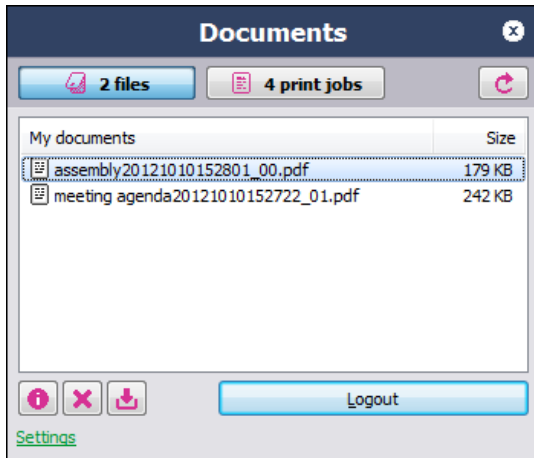 Documents
2 files
4 print jobs
My documents Size
assembly20121010152801_00.pdf 179 KB
meeting agenda20121010152722_01.pdf 242 KB
Logout
Settings